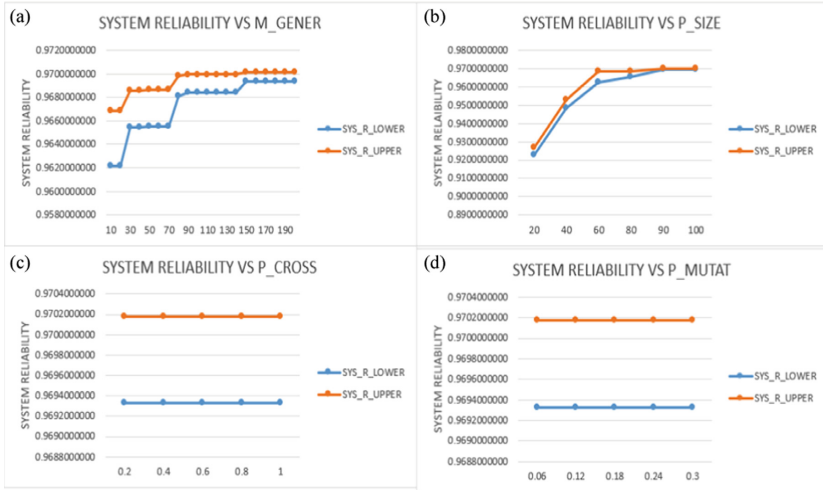 (a)
SYSTEM RELIABILITY VS M_GENER
SYSTEM RELIABILITY
0.9720000000
0.9700000000
0.9680000000
0.9660000000
0.9640000000
0.9620000000
0.9600000000
0.9580000000
10 30 50 70 90 110 130 150 170 190
SYS_R_LOWER
SYS_R_UPPER
(b)
SYSTEM RELIABILITY VS P_SIZE
SYSTEM RELIABILITY
0.9800000000
0.9700000000
0.9600000000
0.9500000000
0.9400000000
0.9300000000
0.9200000000
0.9100000000
0.9000000000
0.8900000000
20 40 60 80 90 100
SYS_R_LOWER
SYS_R_UPPER
(c)
SYSTEM RELIABILITY VS P_CROSS
SYSTEM RELIABILITY
0.9704000000
0.9702000000
0.9700000000
0.9698000000
0.9696000000
0.9694000000
0.9692000000
0.9690000000
0.9688000000
0.2 0.4 0.6 0.8 1
SYS_R_LOWER
SYS_R_UPPER
(d)
SYSTEM RELIABILITY VS P_MUTAT
SYSTEM RELIABILITY
0.9704000000
0.9702000000
0.9700000000
0.9698000000
0.9696000000
0.9694000000
0.9692000000
0.9690000000
0.9688000000
0.06 0.12 0.18 0.24 0.3
SYS_R_LOWER
SYS_R_UPPER